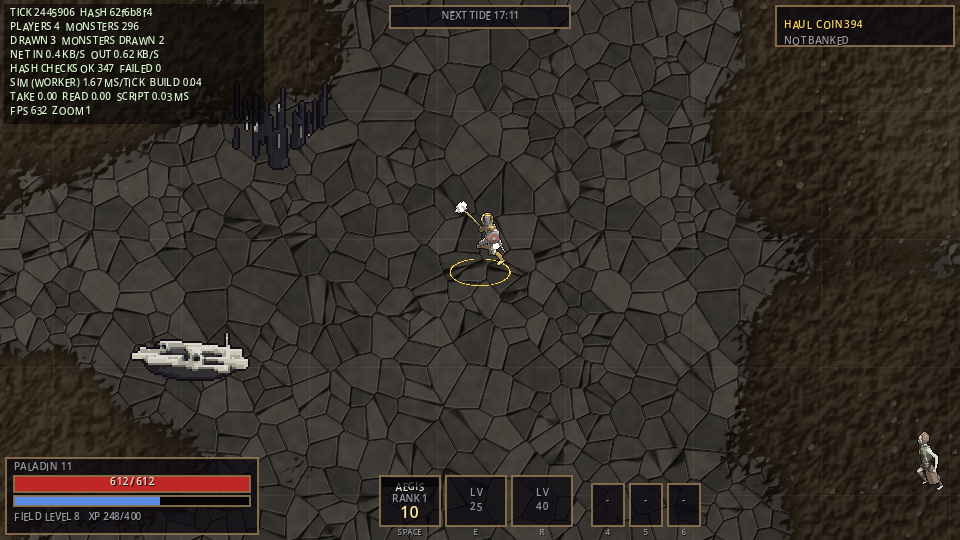 TICK 2445906 HASH 62f6b8f4
PLAYERS 4 MONSTERS 296
DRAWN 3 MONSTERS DRAWN 2
NET IN 0.4 KB/S OUT 0.62 KB/S
HASH CHECKS OK 347 FAILED 0
SIM (WORKER) 1.67 MS/TICK BUILD 0.04
TAKE 0.00 READ 0.00 SCRIPT 0.03 MS
FPS 632 ZOOM 1
NEXT TIDE 17:11
HAUL COIN 394
NOT BANKED
PALADIN 11
612/612
FIELD LEVEL 8 XP 248/400
AEGIS
RANK 1
10
SPACE
LV
25
E
LV
40
R
-
4
-
5
-
6